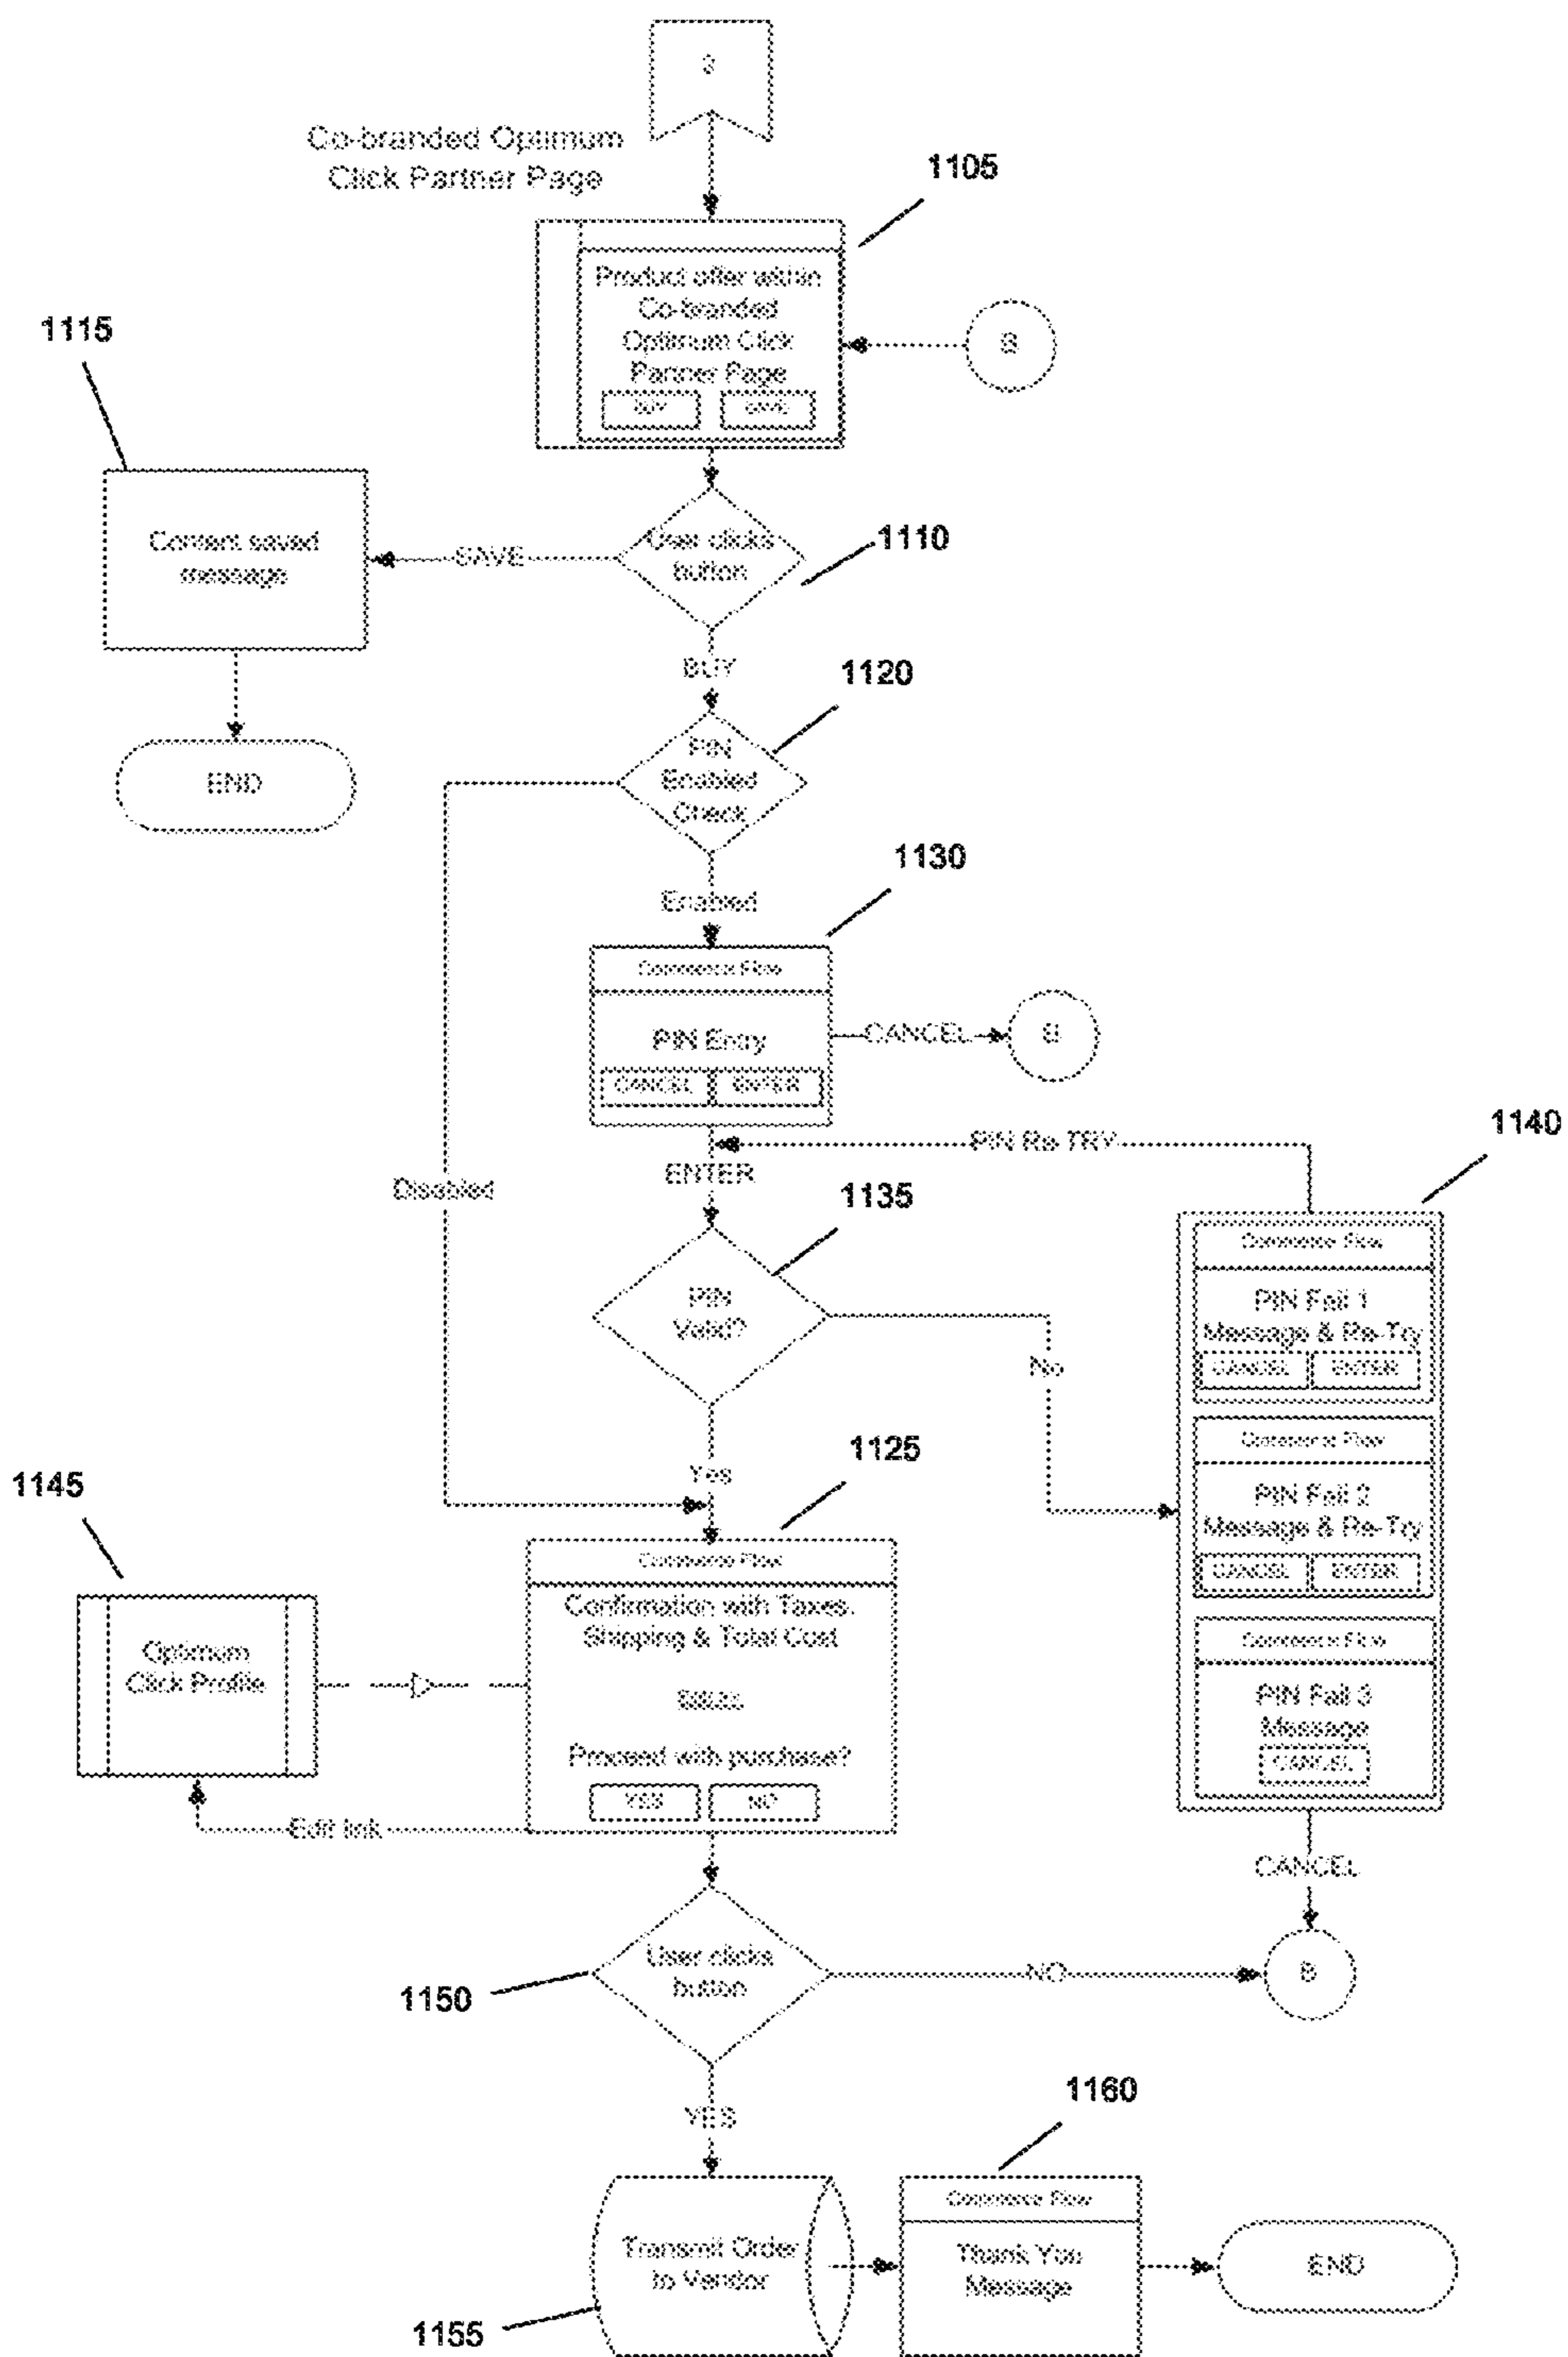 Co-branded Optimum
Click Partner Page
1105
Product offer within
Co-branded
Optimum Click
Partner Page
BUY SAVE
B
1115
Content saved
message
SAVE
User clicks
button
1110
BUY
1120
END
PIN
Enabled
Check
1130
Enabled
Commerce Flow
PIN Entry
CANCEL ENTER
CANCEL
B
1140
PIN Re-TRY
ENTER
Disabled
1135
PIN
Valid?
No
Commerce Flow
PIN Fail 1
Message & Re-Try
CANCEL ENTER
Commerce Flow
PIN Fail 2
Message & Re-Try
CANCEL ENTER
Commerce Flow
PIN Fail 3
Message
CANCEL
Yes
1125
1145
Commerce Flow
Confirmation with Taxes,
Shipping & Total Cost
Proceed with purchase?
YES NO
Optimum
Click Profile
Edit link
CANCEL
User clicks
button
1150
NO
B
YES
1160
Transmit Order
to Vendor
1155
Commerce Flow
Thank You
Message
END